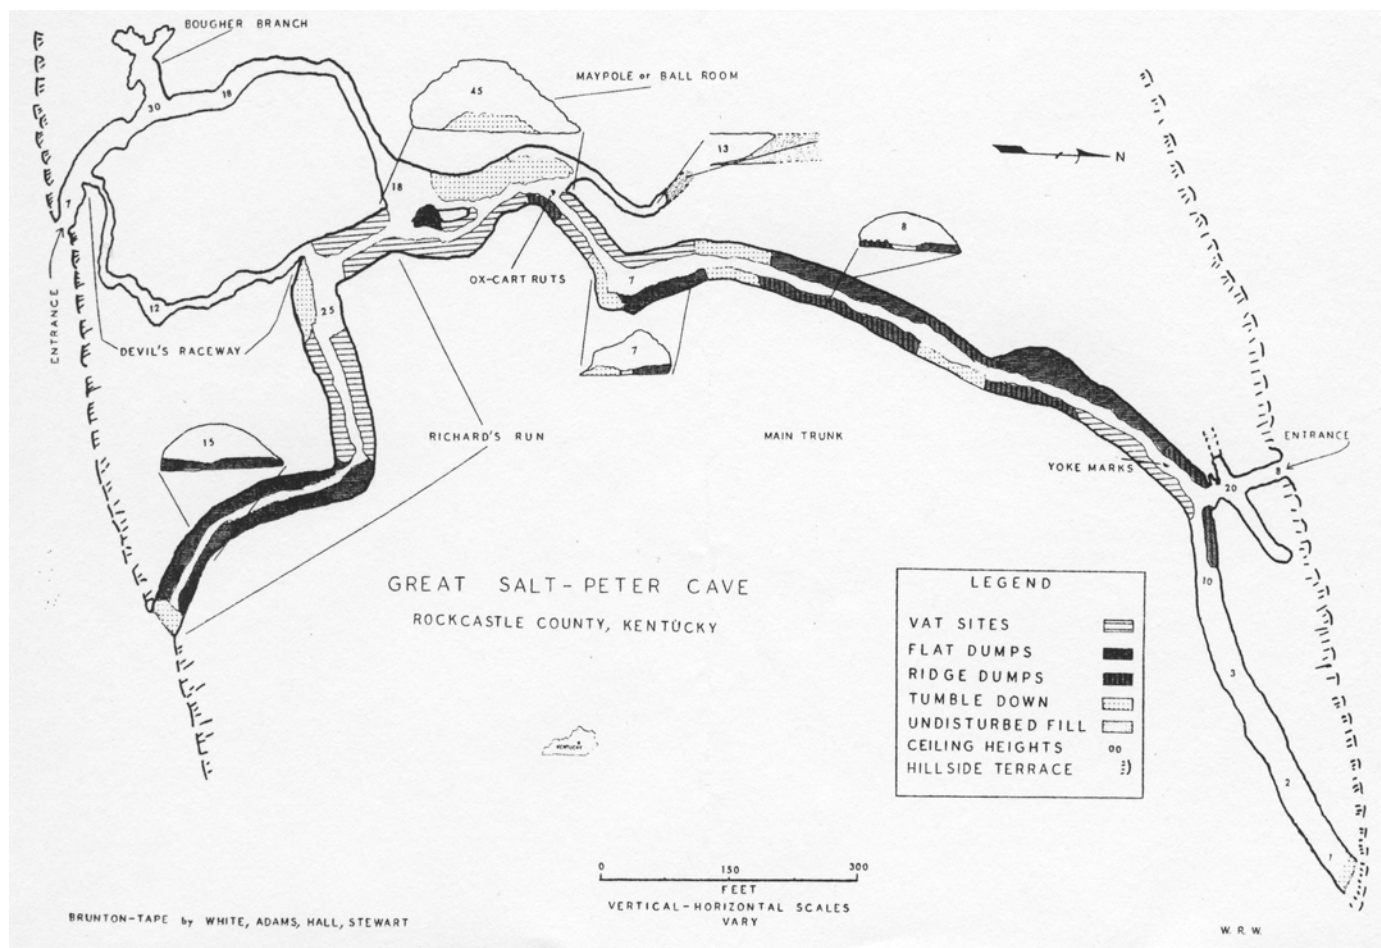 BOUGHER BRANCH
MAYPOLE or BALL ROOM
45
18
30
13
N
18
7
8
ENTRANCE
OX-CART RUTS
7
12
25
DEVIL'S RACEWAY
7
15
RICHARD'S RUN
MAIN TRUNK
ENTRANCE
YOKE MARKS
8
20
10
3
2
1
GREAT SALT-PETER CAVE
ROCKCASTLE COUNTY, KENTUCKY
KENTUCKY
LEGEND
VAT SITES
FLAT DUMPS
RIDGE DUMPS
TUMBLE DOWN
UNDISTURBED FILL
CEILING HEIGHTS 00
HILLSIDE TERRACE
0 150 300
FEET
VERTICAL-HORIZONTAL SCALES
VARY
BRUNTON-TAPE by WHITE, ADAMS, HALL, STEWART
W. R. W.